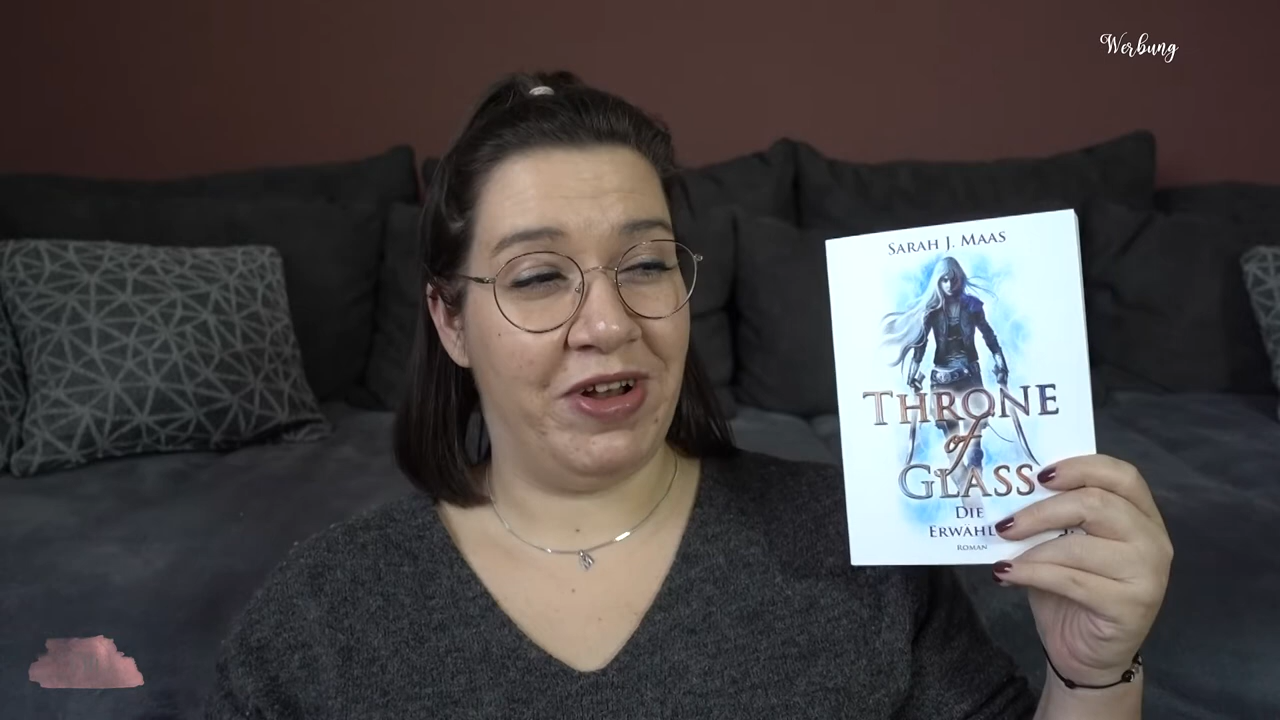 Werbung
SARAH J. MAAS
THRONE
of
GLASS
DIE
ROMAN